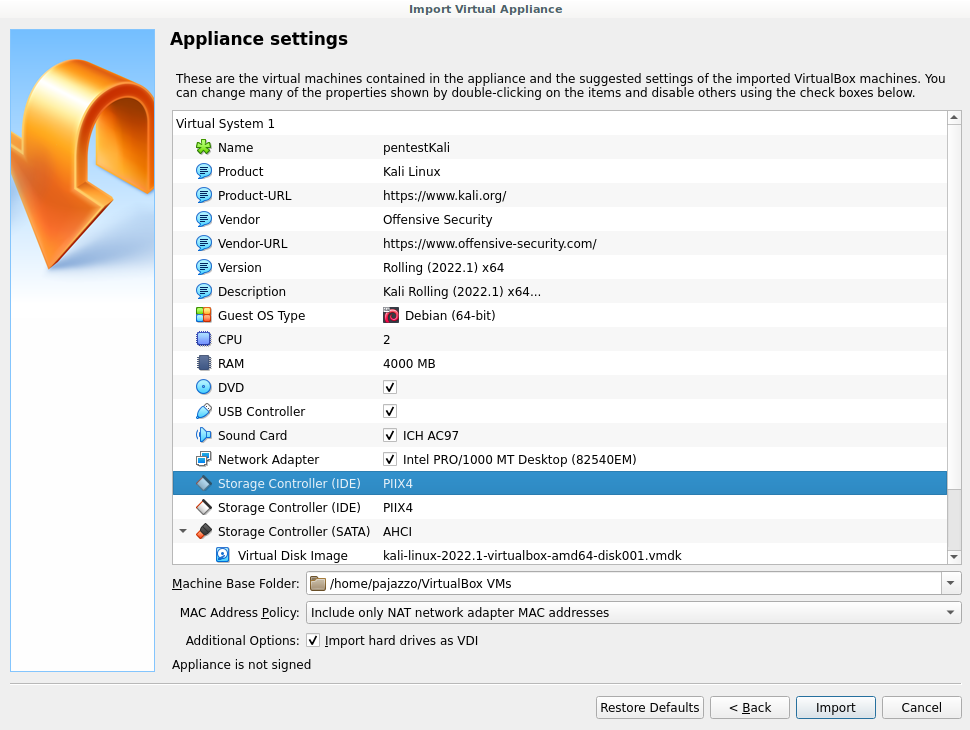 Import Virtual Appliance
Appliance settings
These are the virtual machines contained in the appliance and the suggested settings of the imported VirtualBox machines. You
can change many of the properties shown by double-clicking on the items and disable others using the check boxes below.
Virtual System 1
Name pentestKali
Product Kali Linux
Product-URL https://www.kali.org/
Vendor Offensive Security
Vendor-URL https://www.offensive-security.com/
Version Rolling (2022.1) x64
Description Kali Rolling (2022.1) x64...
Guest OS Type Debian (64-bit)
CPU 2
RAM 4000 MB
DVD
USB Controller
Sound Card ICH AC97
Network Adapter Intel PRO/1000 MT Desktop (82540EM)
Storage Controller (IDE) PIIX4
Storage Controller (IDE) PIIX4
Storage Controller (SATA) AHCI
Virtual Disk Image kali-linux-2022.1-virtualbox-amd64-disk001.vmdk
Machine Base Folder: /home/pajazzo/VirtualBox VMs
MAC Address Policy: Include only NAT network adapter MAC addresses
Additional Options: Import hard drives as VDI
Appliance is not signed
Restore Defaults < Back Import Cancel